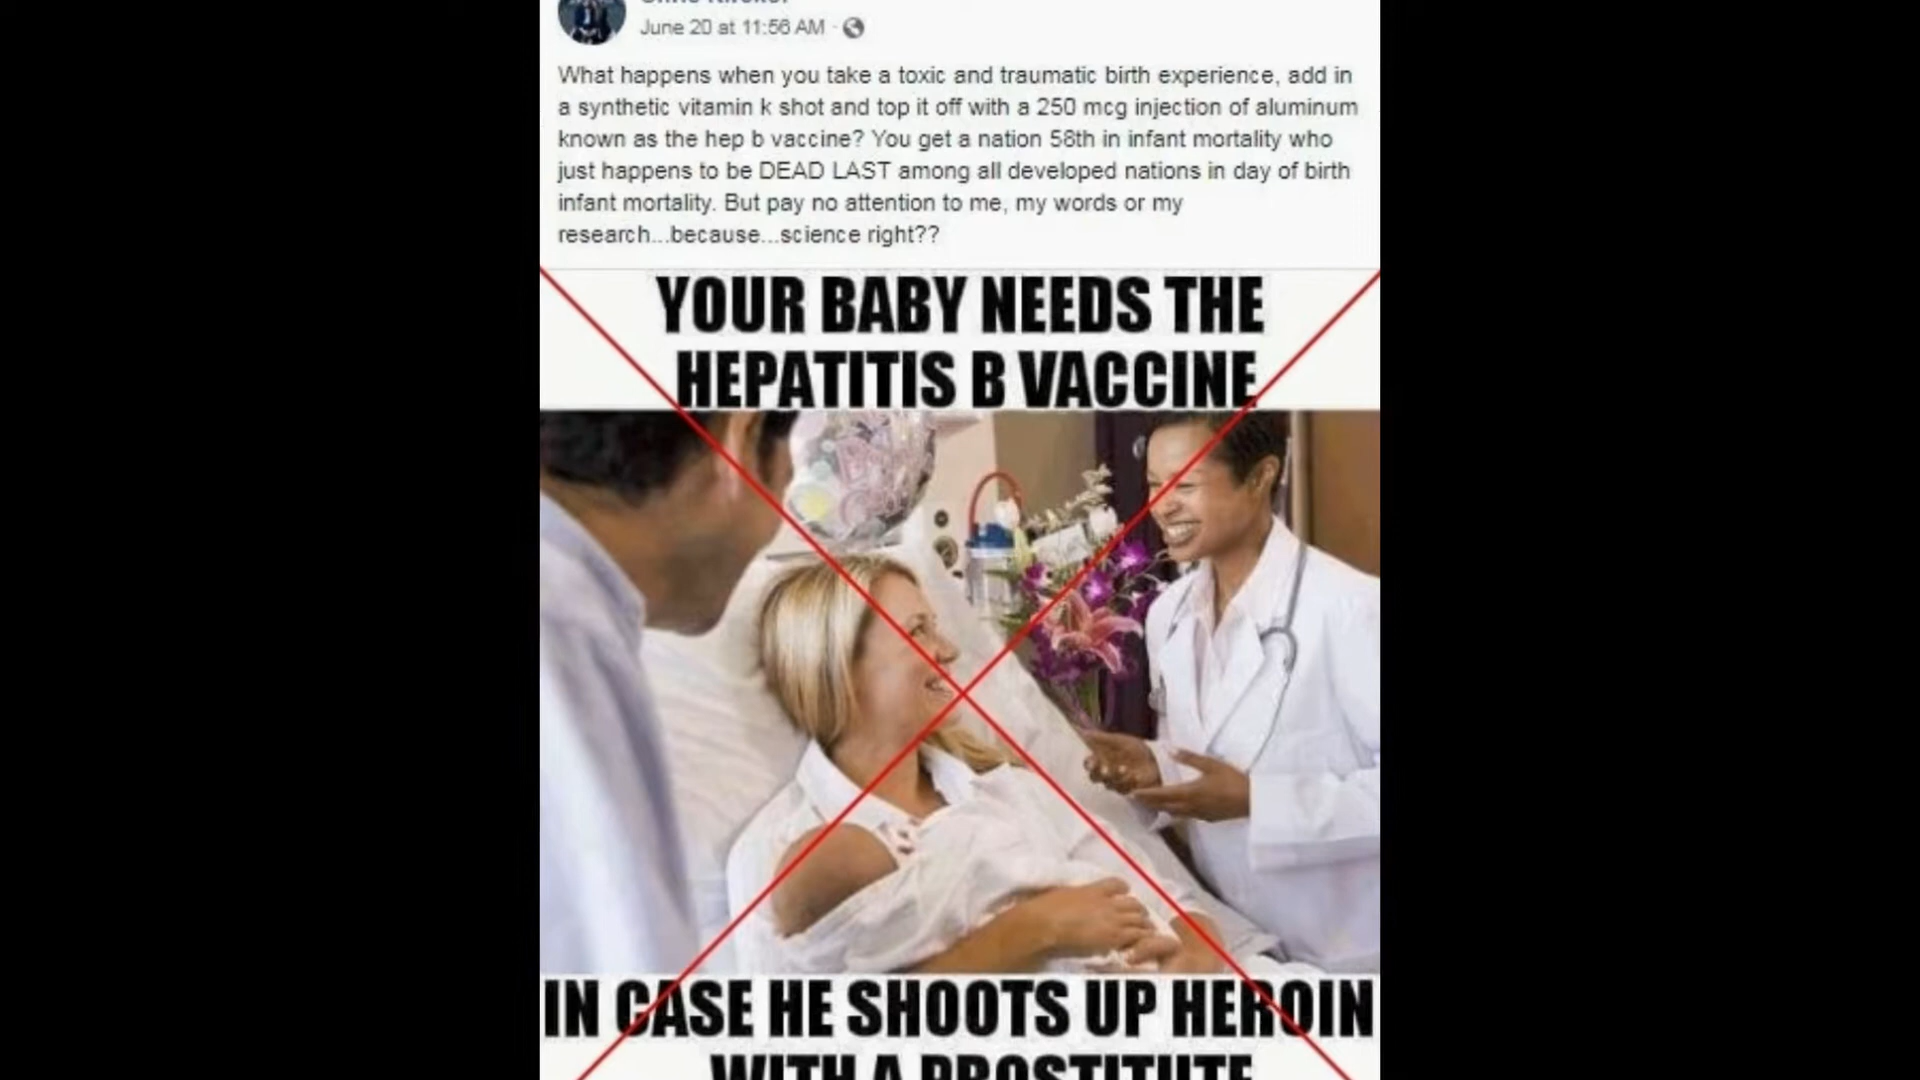 June 20 at 11:56 AM ·
What happens when you take a toxic and traumatic birth experience, add in
a synthetic vitamin k shot and top it off with a 250 mcg injection of aluminum
known as the hep b vaccine? You get a nation 58th in infant mortality who
just happens to be DEAD LAST among all developed nations in day of birth
infant mortality. But pay no attention to me, my words or my
research...because...science right??
YOUR BABY NEEDS THE
HEPATITIS B VACCINE
IN CASE HE SHOOTS UP HEROIN
WITH A PROSTITUTE